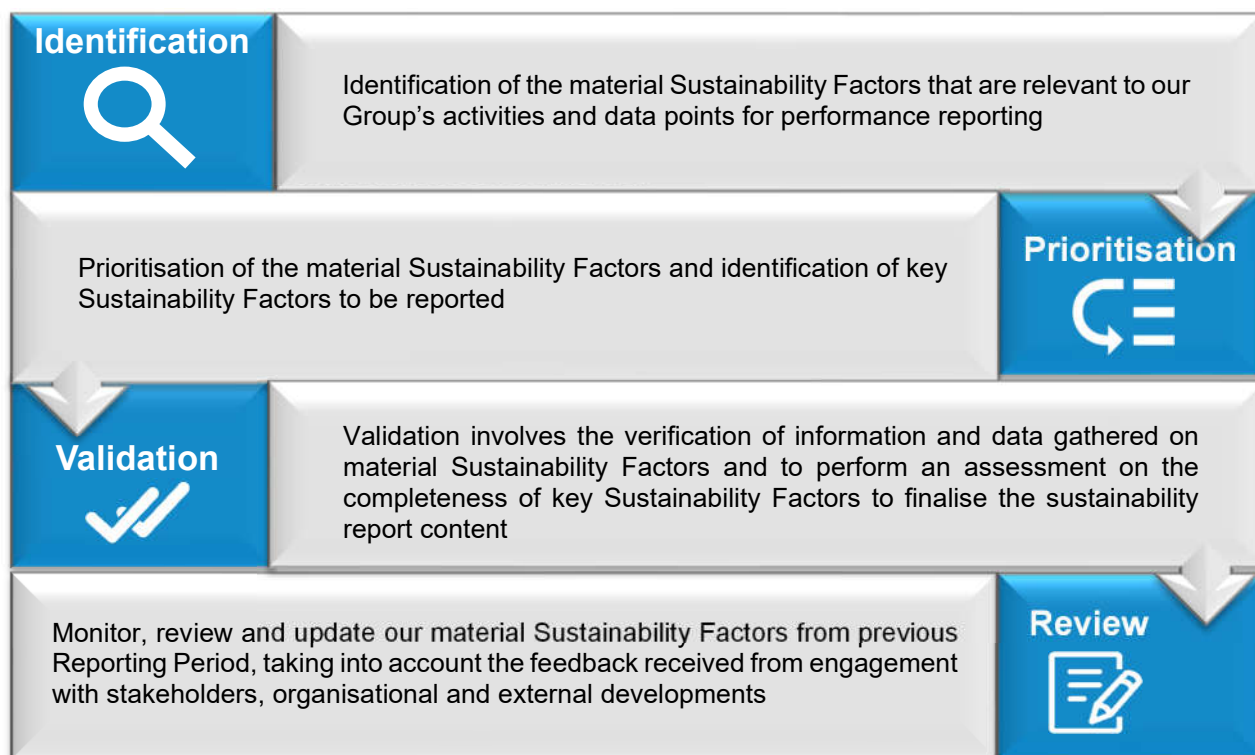 Identification
Identification of the material Sustainability Factors that are relevant to our
Group's activities and data points for performance reporting
Prioritisation of the material Sustainability Factors and identification of key
Sustainability Factors to be reported
Prioritisation
Validation
Validation involves the verification of information and data gathered on
material Sustainability Factors and to perform an assessment on the
completeness of key Sustainability Factors to finalise the sustainability
report content
Monitor, review and update our material Sustainability Factors from previous
Reporting Period, taking into account the feedback received from engagement
with stakeholders, organisational and external developments
Review